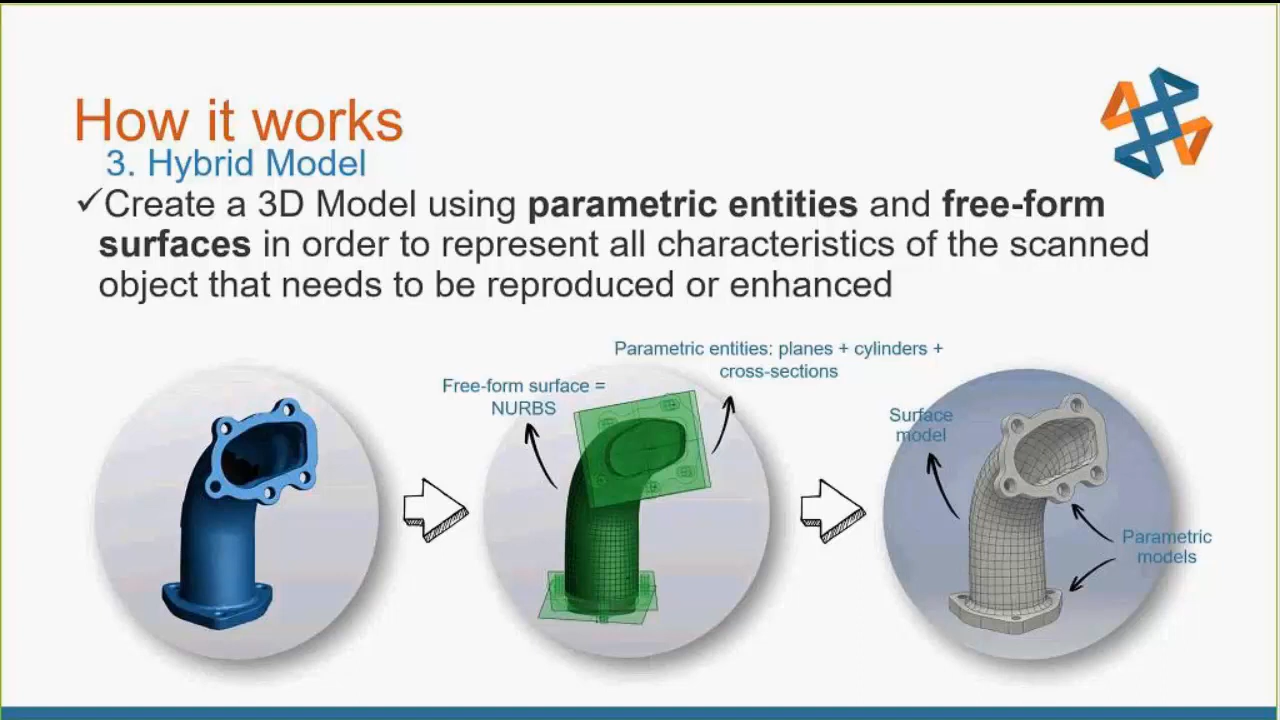 How it works
3. Hybrid Model
✓Create a 3D Model using parametric entities and free-form
surfaces in order to represent all characteristics of the scanned
object that needs to be reproduced or enhanced
Parametric entities: planes + cylinders +
cross-sections
Free-form surface =
NURBS
Surface
model
Parametric
models